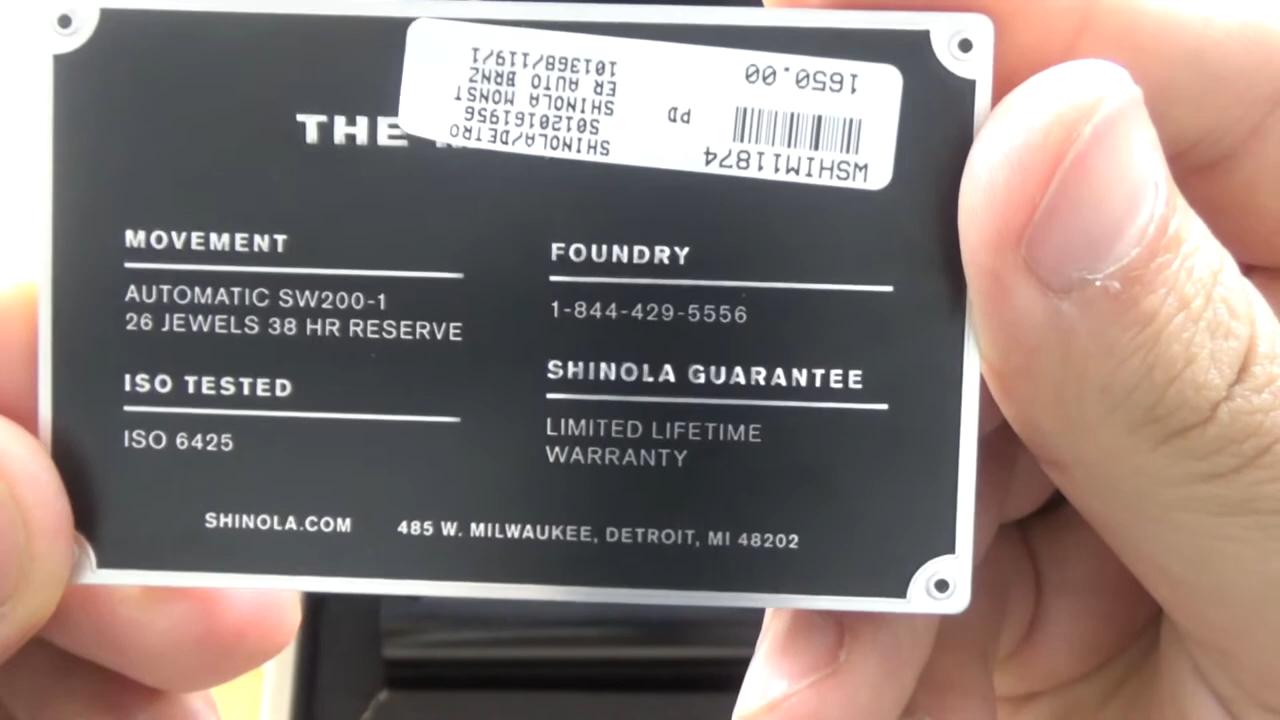 THE
WSHIM11874
1650.00
PD
SHINOLA/DETRO
S0120161956
SHINOLA MONST
ER AUTO BRNZ
101368/119/1
MOVEMENT
AUTOMATIC SW200-1
26 JEWELS 38 HR RESERVE
ISO TESTED
ISO 6425
FOUNDRY
1-844-429-5556
SHINOLA GUARANTEE
LIMITED LIFETIME
WARRANTY
SHINOLA.COM
485 W. MILWAUKEE, DETROIT, MI 48202